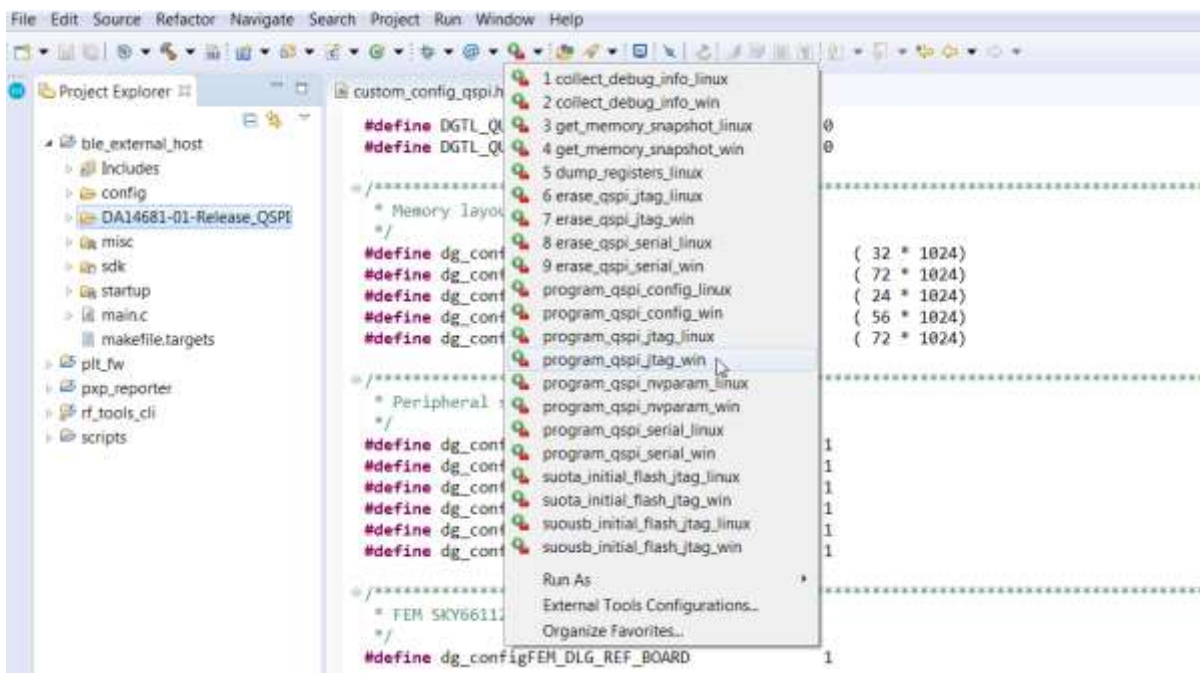 File Edit Source Refactor Navigate Search Project Run Window Help
Project Explorer
ble_external_host
Includes
config
DA14681-01-Release_QSPI
misc
sdk
startup
main.c
makefile.targets
plt_fw
pxp_reporter
rf_tools_cli
scripts
custom_config_qspi.h
#define DGTL_QU 0
#define DGTL_QU 0
/*****
* Memory layou
*/
#define dg_conf ( 32 * 1024)
#define dg_conf ( 72 * 1024)
#define dg_conf ( 24 * 1024)
#define dg_conf ( 56 * 1024)
#define dg_conf ( 72 * 1024)
/*****
* Peripheral s
*/
#define dg_conf 1
#define dg_conf 1
#define dg_conf 1
#define dg_conf 1
#define dg_conf 1
#define dg_conf 1
/*****
* FEM SKY66112
*/
#define dg_configFEM_DLG_REF_BOARD 1
1 collect_debug_info_linux
2 collect_debug_info_win
3 get_memory_snapshot_linux
4 get_memory_snapshot_win
5 dump_registers_linux
6 erase_qspi_jtag_linux
7 erase_qspi_jtag_win
8 erase_qspi_serial_linux
9 erase_qspi_serial_win
program_qspi_config_linux
program_qspi_config_win
program_qspi_jtag_linux
program_qspi_jtag_win
program_qspi_nvparam_linux
program_qspi_nvparam_win
program_qspi_serial_linux
program_qspi_serial_win
suota_initial_flash_jtag_linux
suota_initial_flash_jtag_win
suousb_initial_flash_jtag_linux
suousb_initial_flash_jtag_win
Run As
External Tools Configurations...
Organize Favorites...